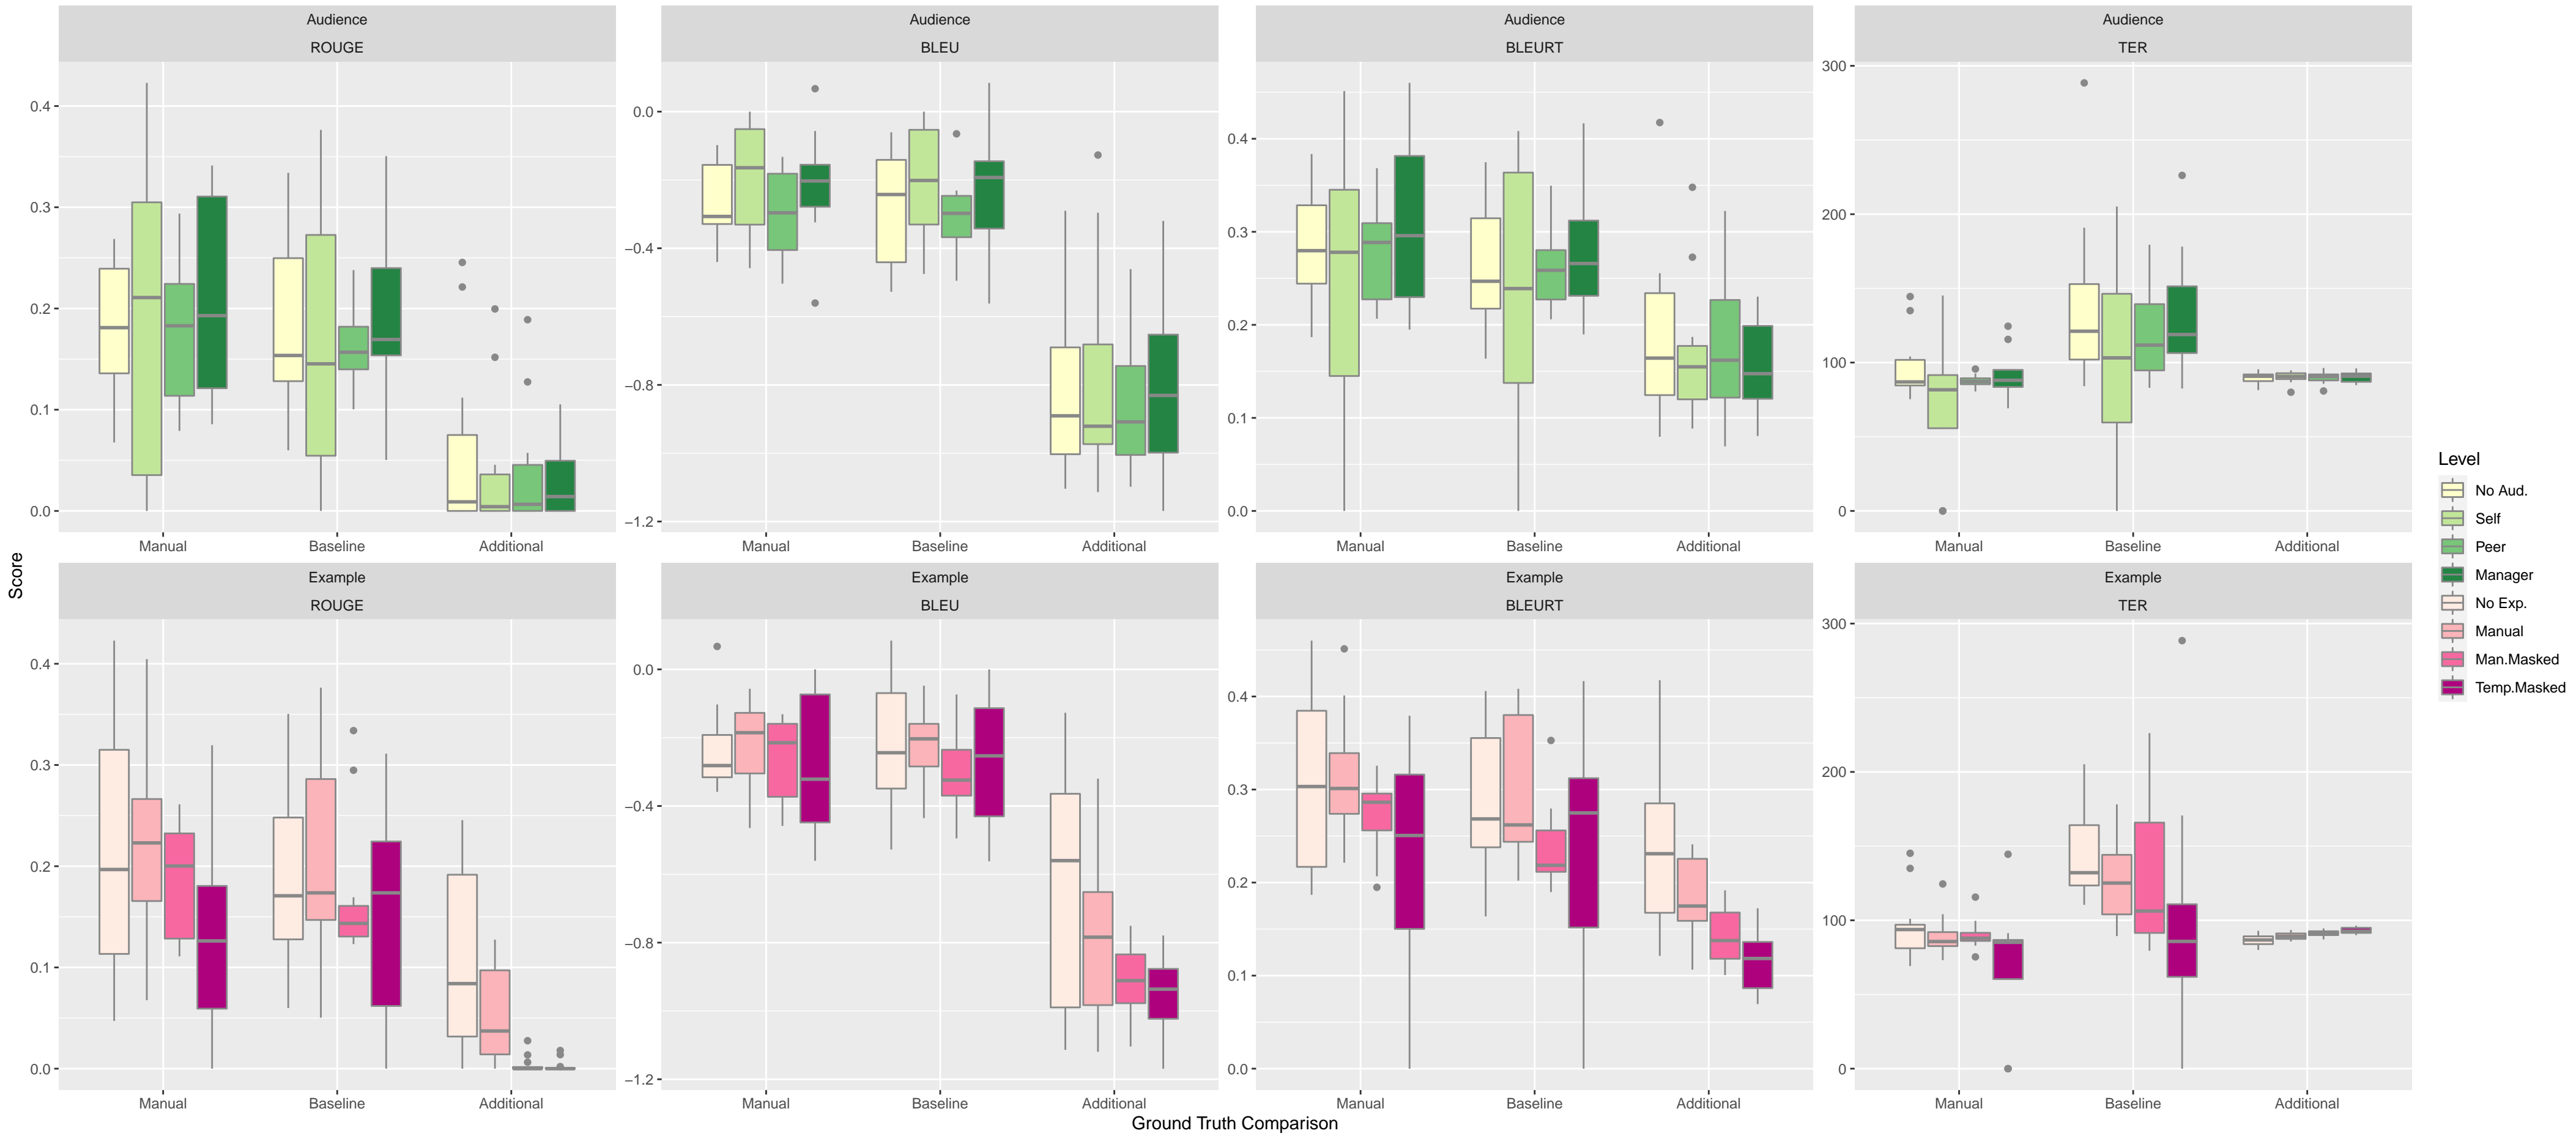 Audience
ROUGE
Audience
BLEU
Audience
BLEURT
Audience
TER
0.4
0.3
0.2
0.1
0.0
Manual
Baseline
Additional
0.0
−0.4
−0.8
−1.2
Manual
Baseline
Additional
0.4
0.3
0.2
0.1
0.0
Manual
Baseline
Additional
300
200
100
0
Manual
Baseline
Additional
Score
Example
ROUGE
Example
BLEU
Example
BLEURT
Example
TER
0.4
0.3
0.2
0.1
0.0
Manual
Baseline
Additional
0.0
−0.4
−0.8
−1.2
Manual
Baseline
Additional
0.4
0.3
0.2
0.1
0.0
Manual
Baseline
Additional
300
200
100
0
Manual
Baseline
Additional
Ground Truth Comparison
Level
No Aud.
Self
Peer
Manager
No Exp.
Manual
Man.Masked
Temp.Masked